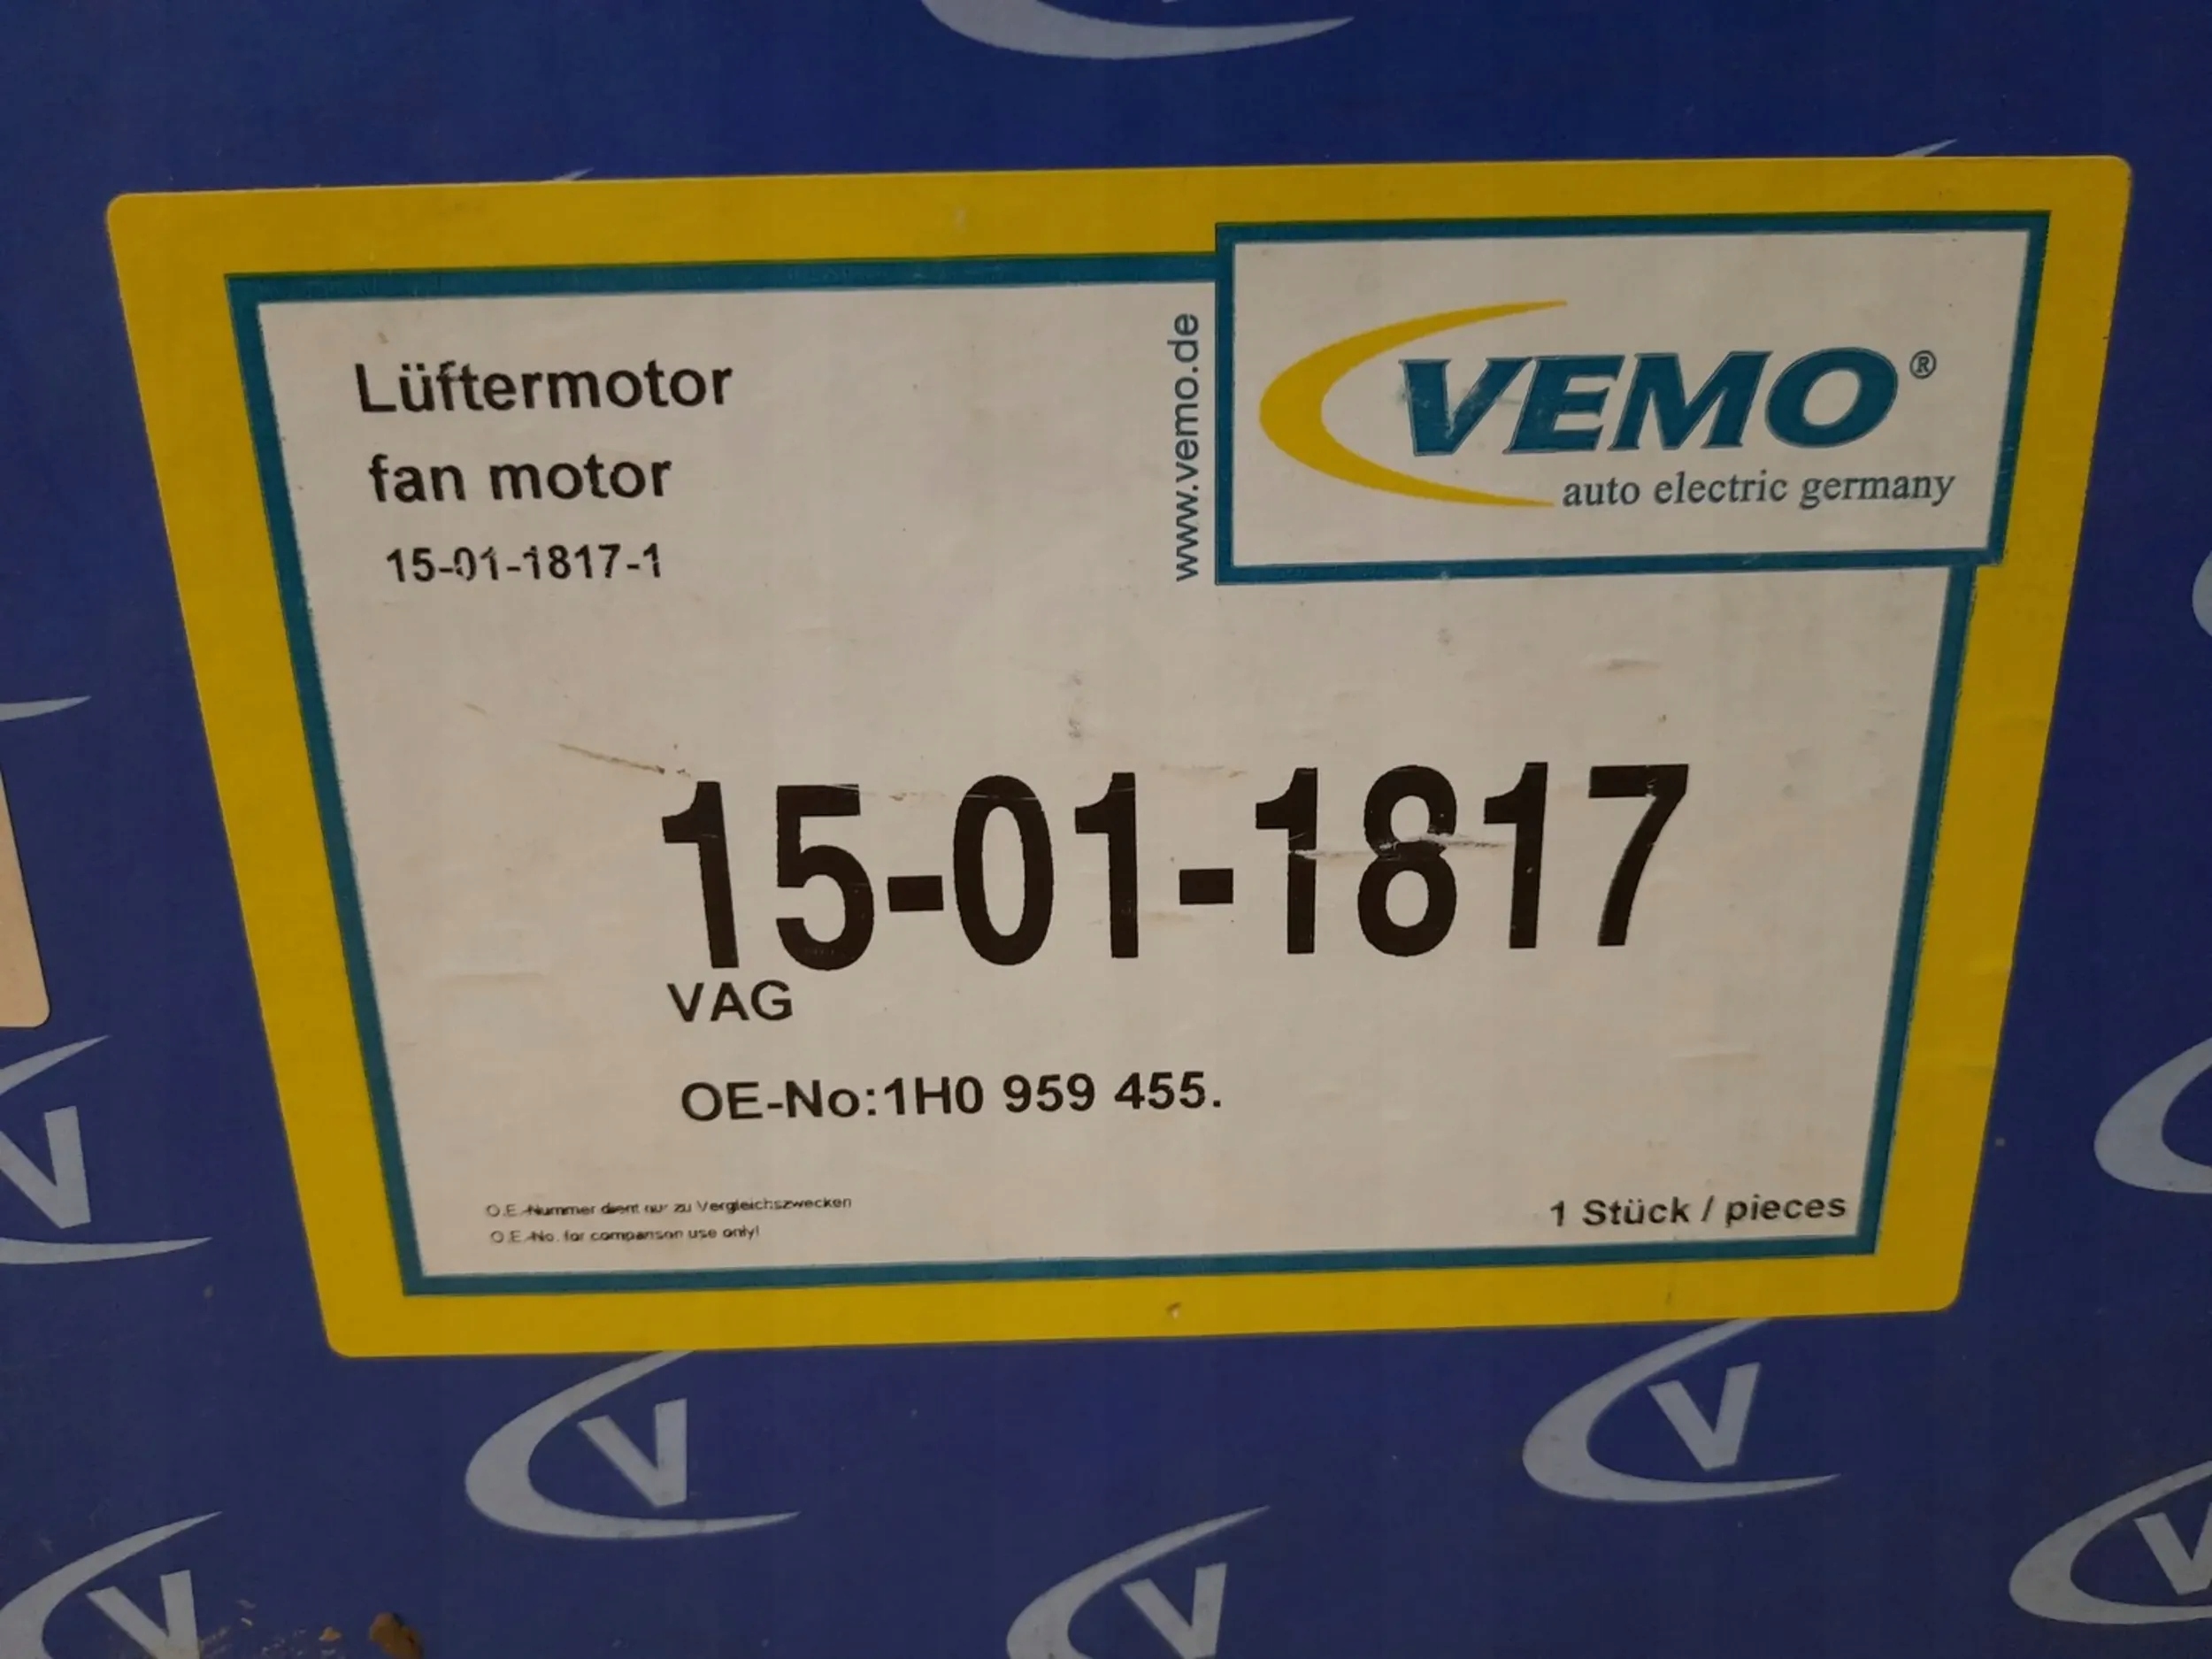 Lüftermotor
fan motor
15-01-1817-1
www.vemo.de
VEMO®
auto electric germany
15-01-1817
VAG
OE-No:1H0 959 455.
O.E.-Nummer dient nur zu Vergleichszwecken
O.E.-No. for comparison use only!
1 Stück / pieces
V
V
V
V
V
V